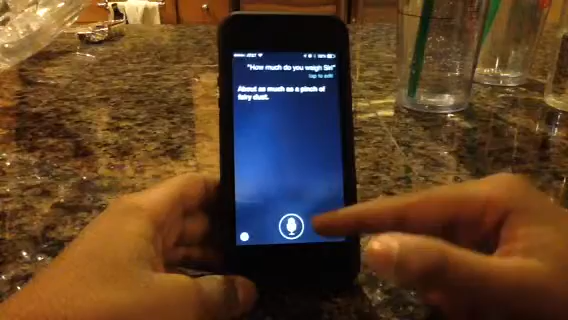 "How much do you weigh Siri"
tap to edit
About as much as a pinch of
fairy dust.